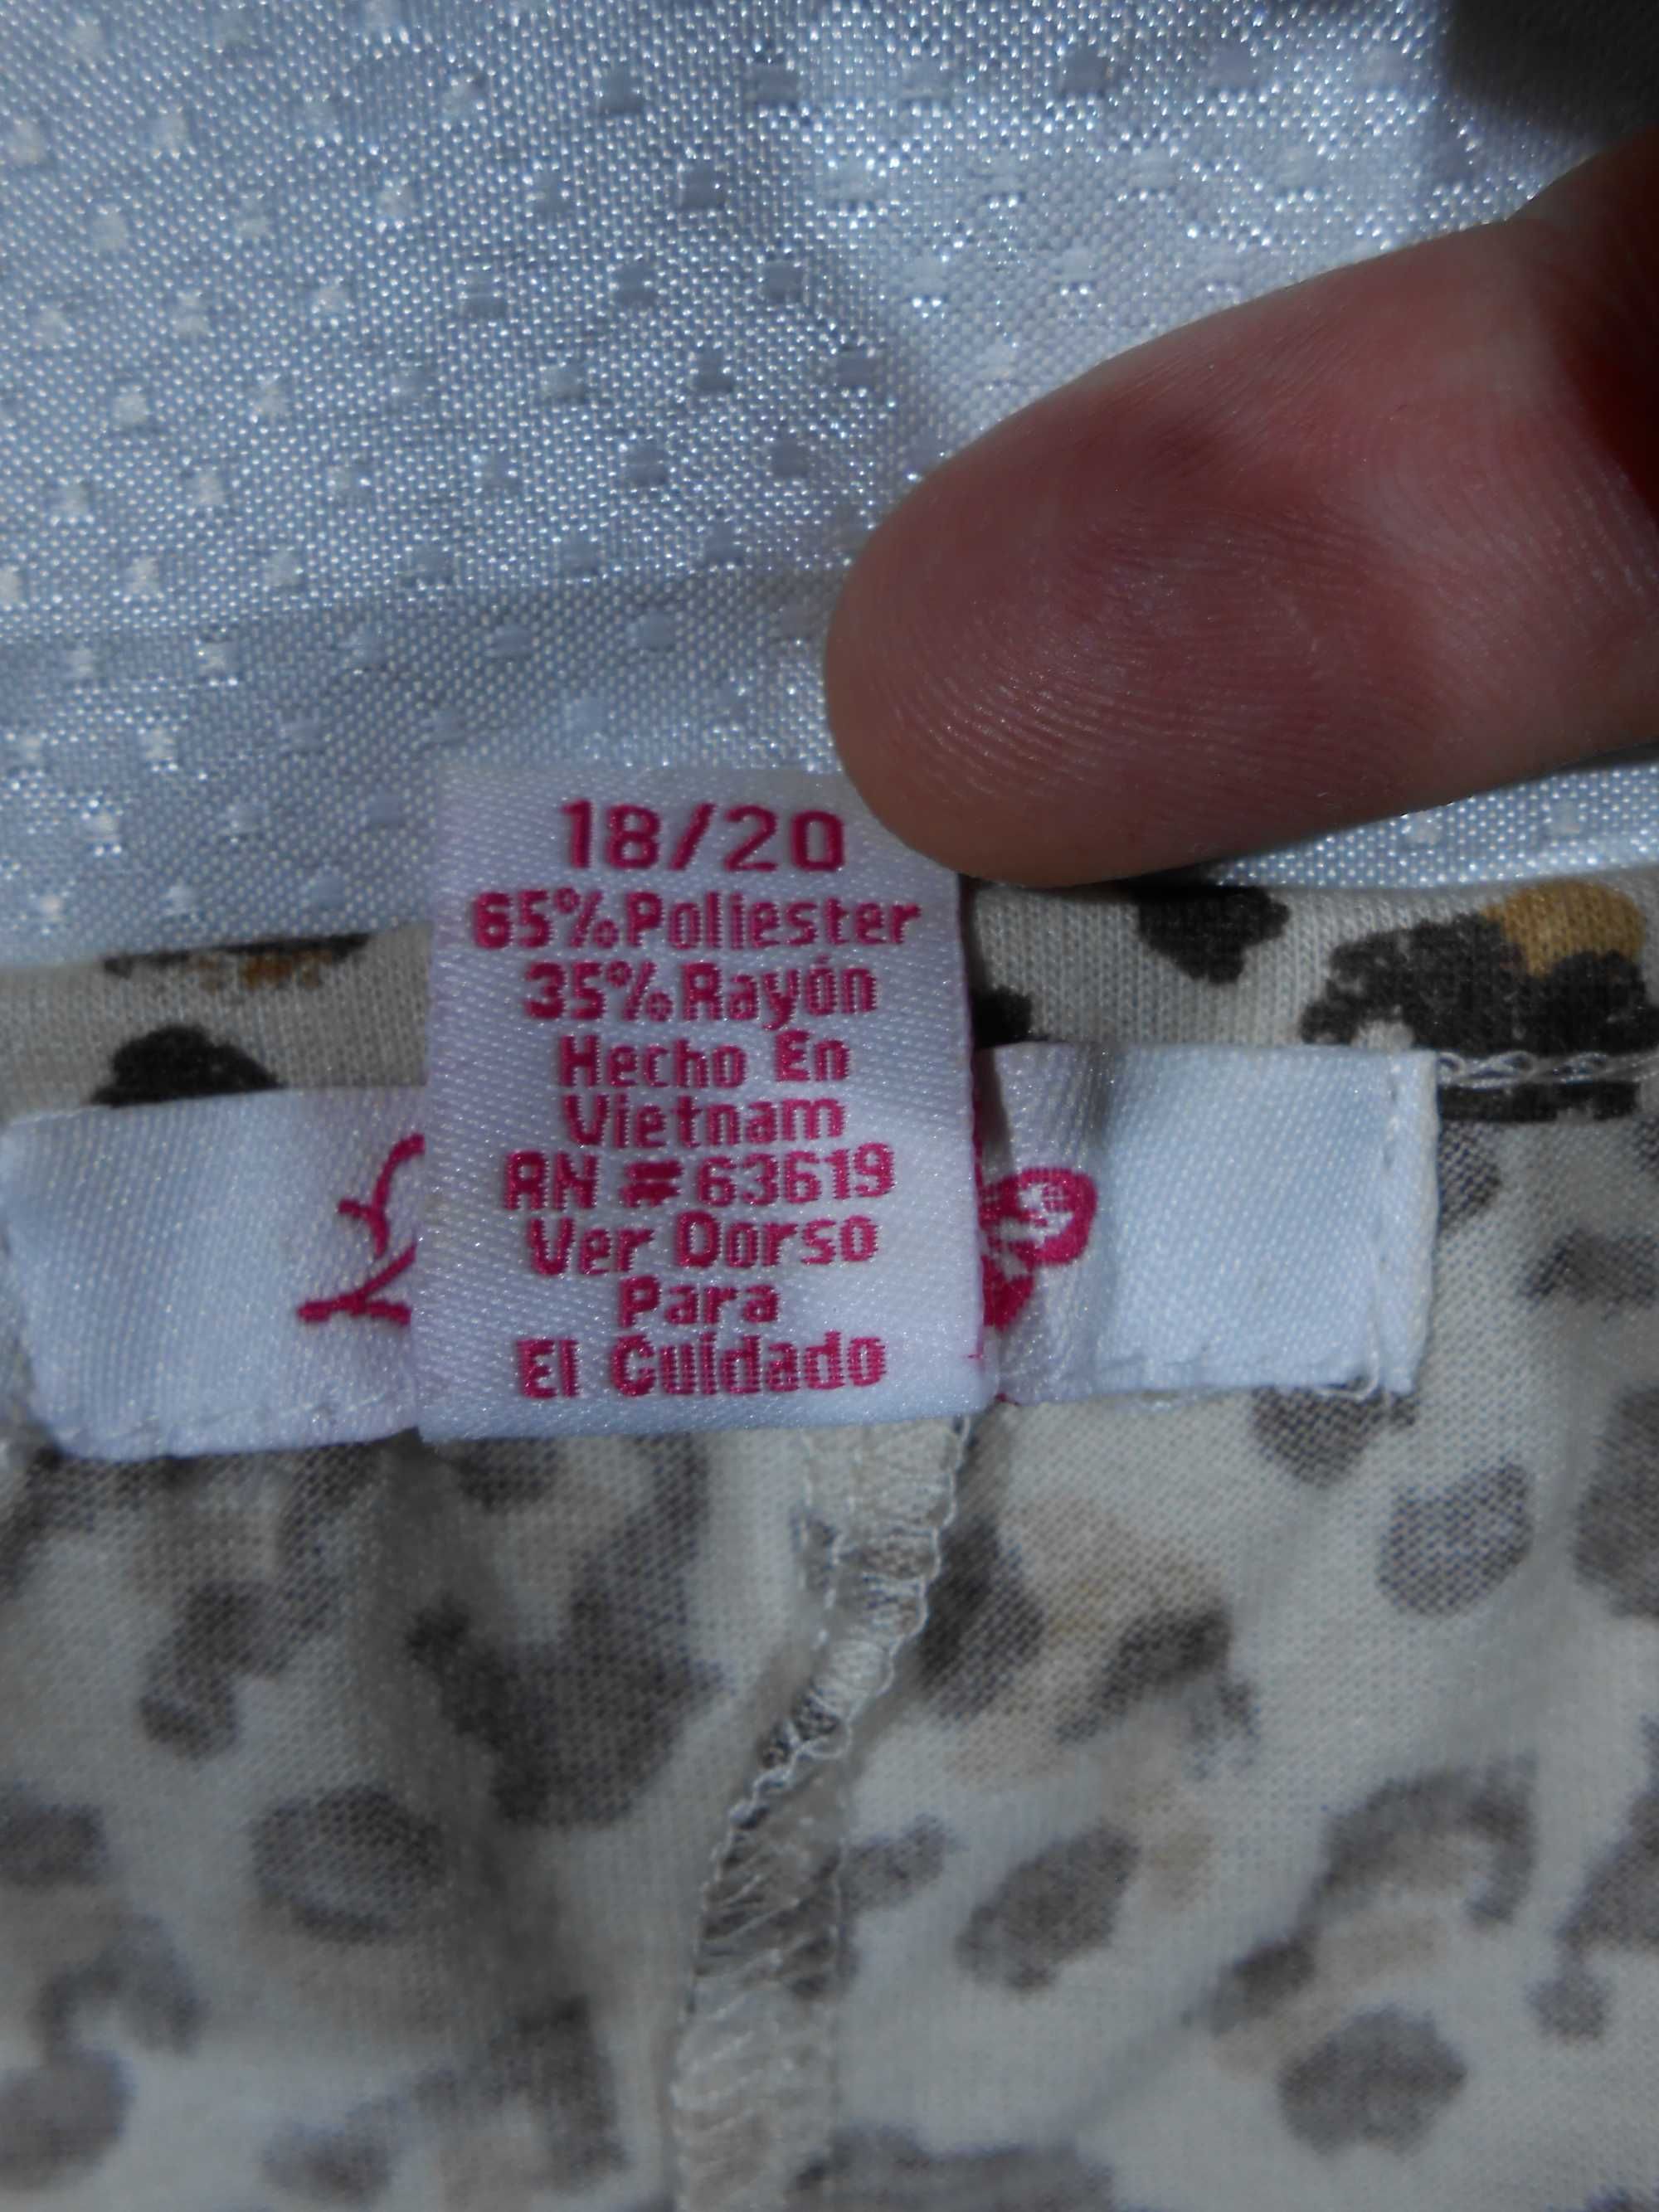 18/20
65%Poliester
35%Rayón
Hecho En
Vietnam
RN #63619
Ver Dorso
Para
El Cuidado